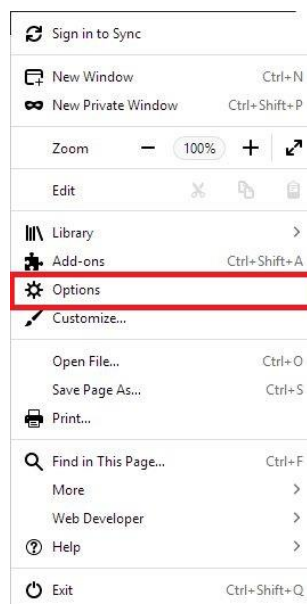 Sign in to Sync
New Window Ctrl+N
New Private Window Ctrl+Shift+P
Zoom − 100% +
Edit
Library >
Add-ons Ctrl+Shift+A
Options
Customize...
Open File... Ctrl+O
Save Page As... Ctrl+S
Print...
Find in This Page... Ctrl+F
More >
Web Developer >
Help >
Exit Ctrl+Shift+Q